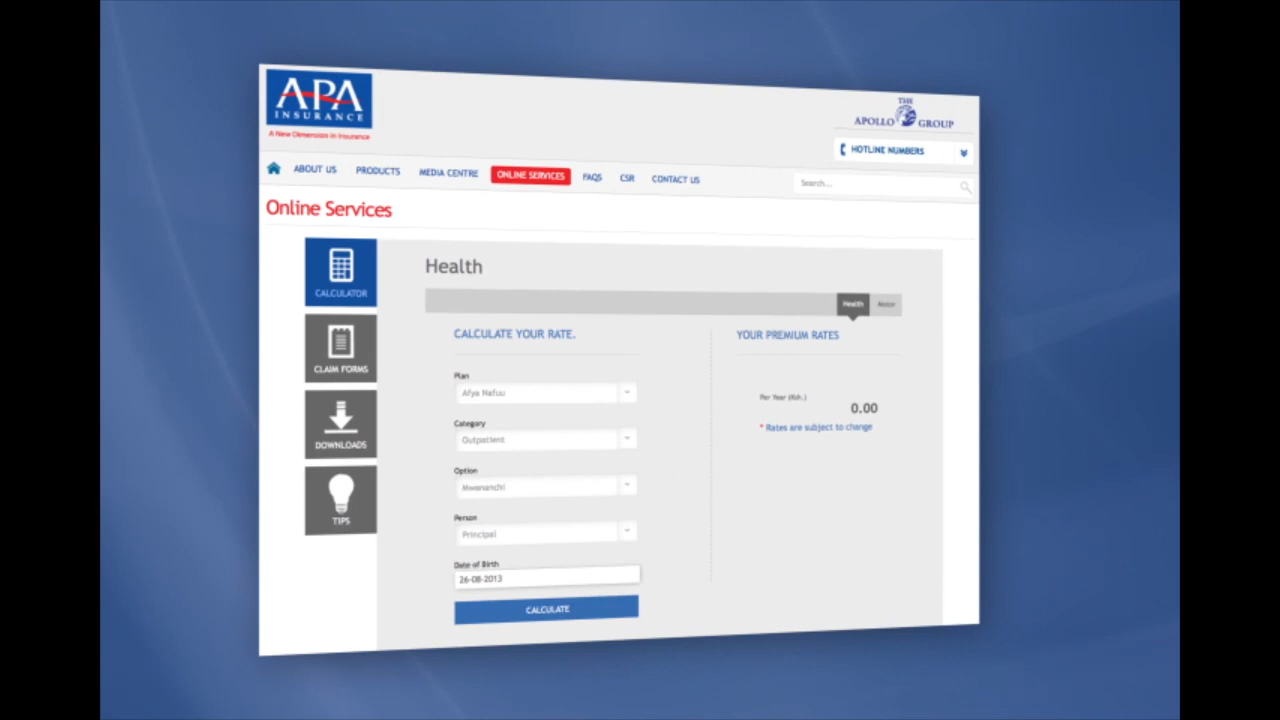 APA
INSURANCE
A New Dimension in Insurance
THE
APOLLO GROUP
HOTLINE NUMBERS
ABOUT US PRODUCTS MEDIA CENTRE ONLINE SERVICES FAQS CSR CONTACT US
Search...
Online Services
CALCULATOR
CLAIM FORMS
DOWNLOADS
TIPS
Health
Health Motor
CALCULATE YOUR RATE.
Plan
Afya Nafuu
Category
Outpatient
Option
Mwananchi
Person
Principal
Date of Birth
26-08-2013
CALCULATE
YOUR PREMIUM RATES
Per Year (Ksh.)
0.00
* Rates are subject to change